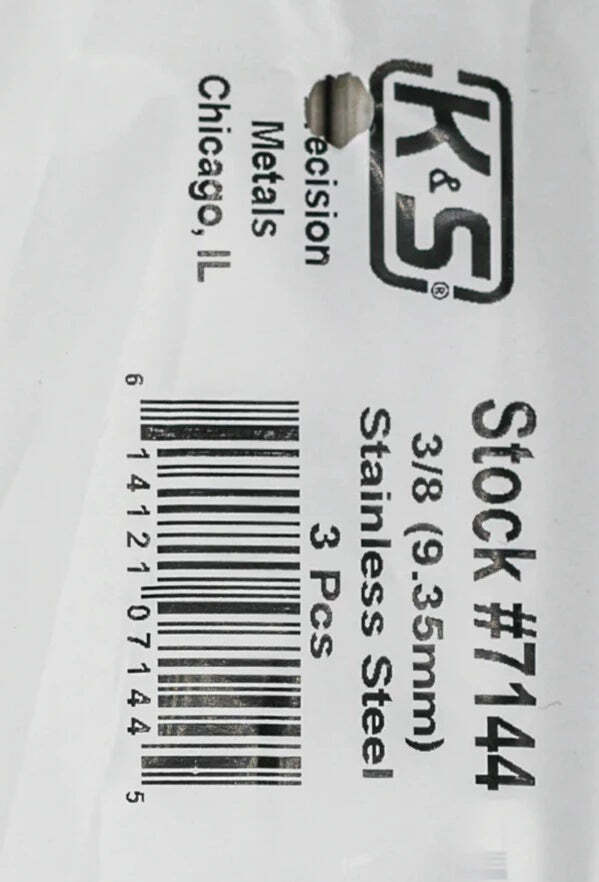 K&S®
ecision
Metals
Chicago, IL
Stock #7144
3/8 (9.35mm)
Stainless Steel
3 Pcs
6 14121 07144 5